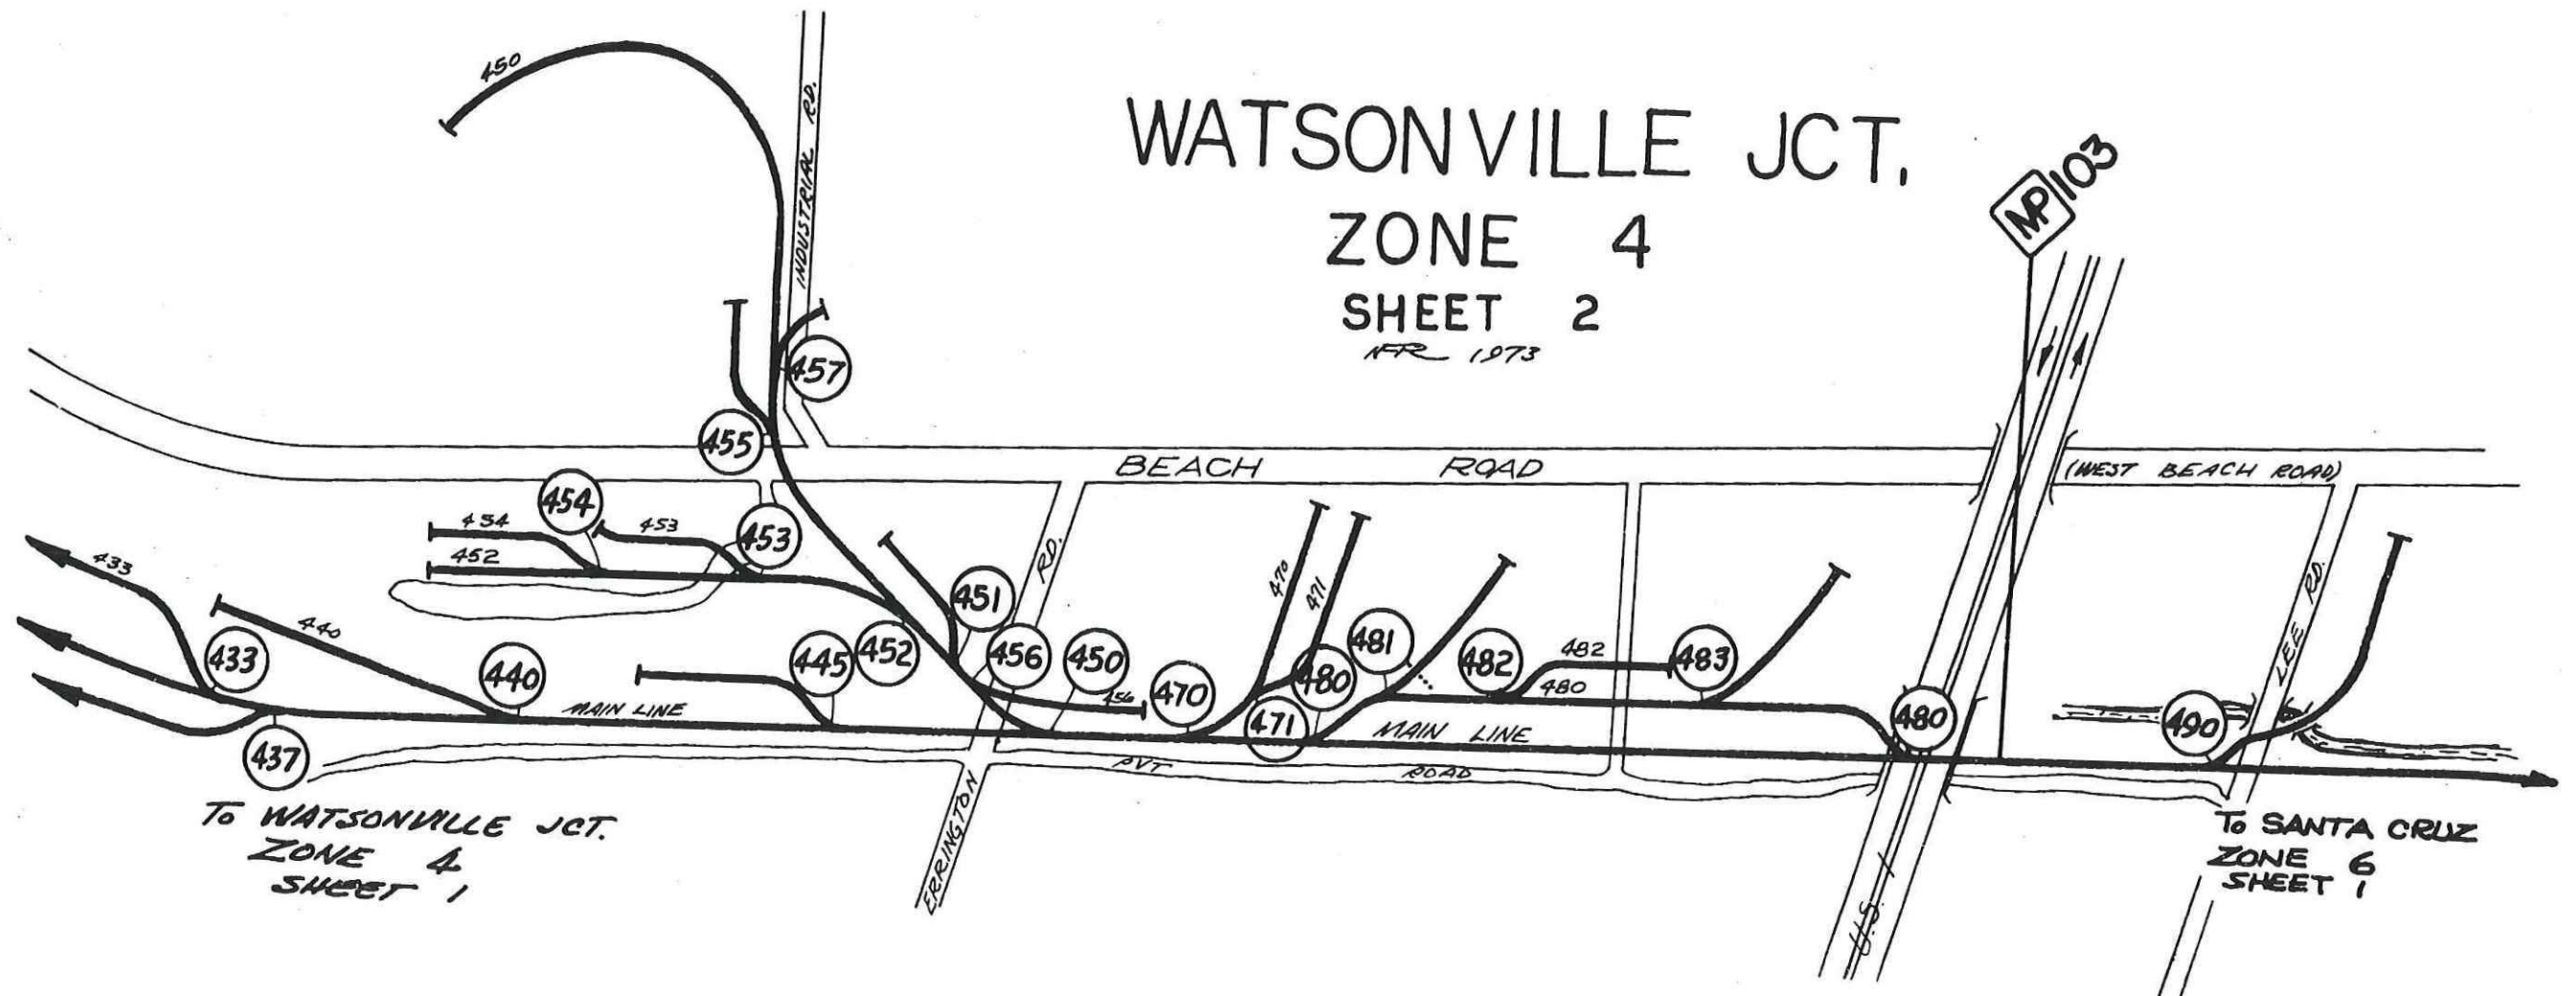 WATSONVILLE JCT.
ZONE 4
SHEET 2
1973
MP 103
450
INDUSTRIAL RD.
457
455
BEACH ROAD
(WEST BEACH ROAD)
454
454
453
453
452
433
440
433
440
445
452
451
456
450
456
RD.
470
470
471
471
480
481
482
482
480
483
480
490
LEE RD.
MAIN LINE
MAIN LINE
437
PVT ROAD
ERRINGTON
U.S. 1
To WATSONVILLE JCT.
ZONE 4
SHEET 1
To SANTA CRUZ
ZONE 6
SHEET 1